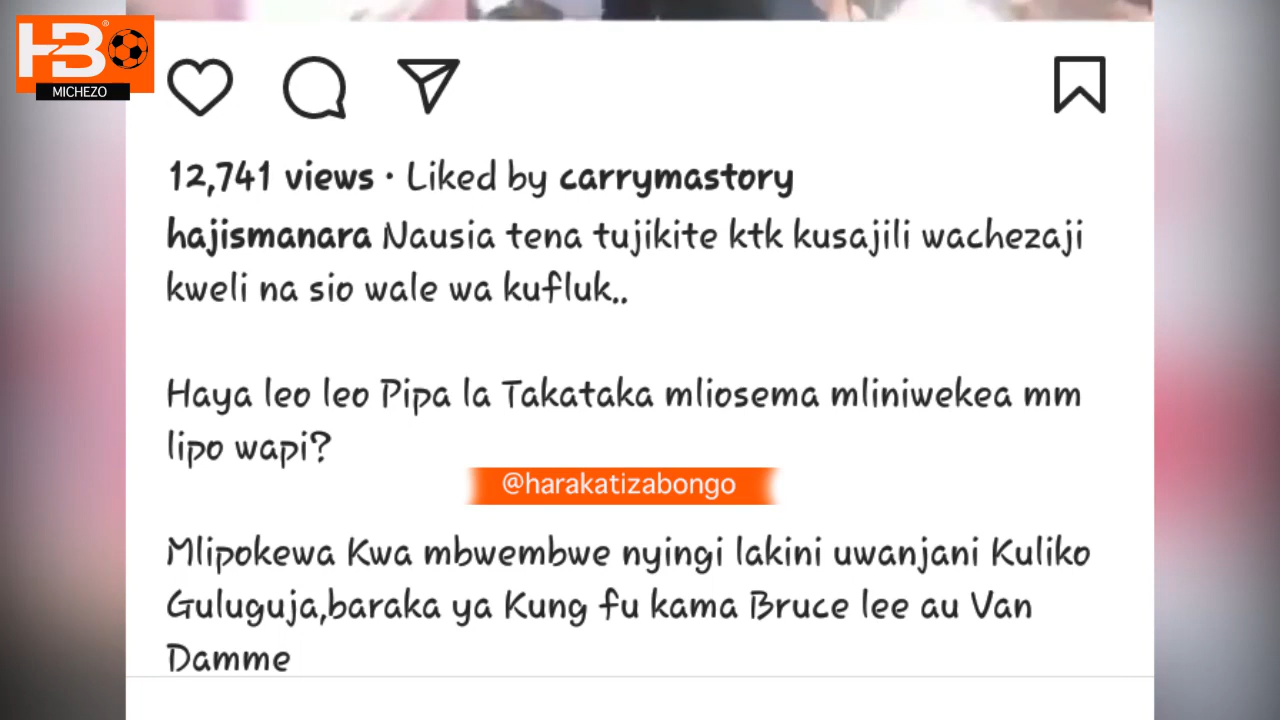 HBO
MICHEZO
12,741 views · Liked by carrymastory
hajismanara Nausia tena tujikite ktk kusajili wachezaji
kweli na sio wale wa kufluk..
Haya leo leo Pipa la Takataka mliosema mliniwekea mm
lipo wapi?
@harakatizabongo
Mlipokewa Kwa mbwembwe nyingi lakini uwanjani Kuliko
Guluguja,baraka ya Kung fu kama Bruce lee au Van
Damme